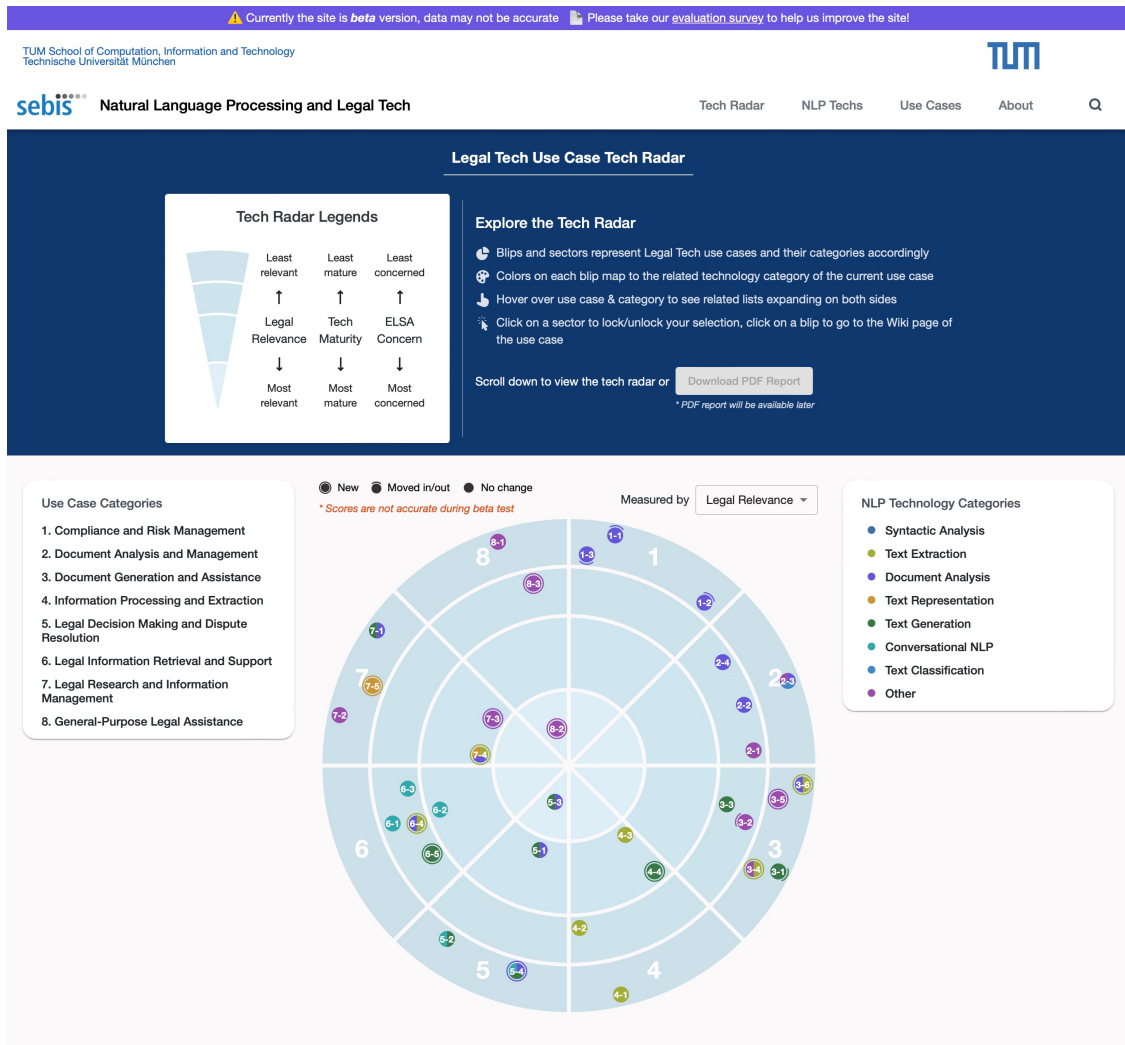 Currently the site is beta version, data may not be accurate Please take our evaluation survey to help us improve the site!
TUM School of Computation, Information and Technology
Technische Universität München
TUM
sebis
Natural Language Processing and Legal Tech
Tech Radar
NLP Techs
Use Cases
About
Legal Tech Use Case Tech Radar
Tech Radar Legends
Least relevant
Least mature
Least concerned
Legal Relevance
Tech Maturity
ELSA Concern
Most relevant
Most mature
Most concerned
Explore the Tech Radar
Blips and sectors represent Legal Tech use cases and their categories accordingly
Colors on each blip map to the related technology category of the current use case
Hover over use case & category to see related lists expanding on both sides
Click on a sector to lock/unlock your selection, click on a blip to go to the Wiki page of
the use case
Scroll down to view the tech radar or
Download PDF Report
* PDF report will be available later
Use Case Categories
1. Compliance and Risk Management
2. Document Analysis and Management
3. Document Generation and Assistance
4. Information Processing and Extraction
5. Legal Decision Making and Dispute
Resolution
6. Legal Information Retrieval and Support
7. Legal Research and Information
Management
8. General-Purpose Legal Assistance
New
Moved in/out
No change
* Scores are not accurate during beta test
Measured by
Legal Relevance
8-1
1-1
8
1-3
1
8-3
1-2
7-1
2-4
7
7-5
2
2-3
2-2
7-2
7-3
8-2
2-1
7-4
6-3
3-6
3-5
5-3
3-3
6-2
6-1
6-4
3-2
4-3
6
5-1
3
6-5
4-4
3-4
3-1
4-2
5-2
5
5-4
4
4-1
NLP Technology Categories
Syntactic Analysis
Text Extraction
Document Analysis
Text Representation
Text Generation
Conversational NLP
Text Classification
Other